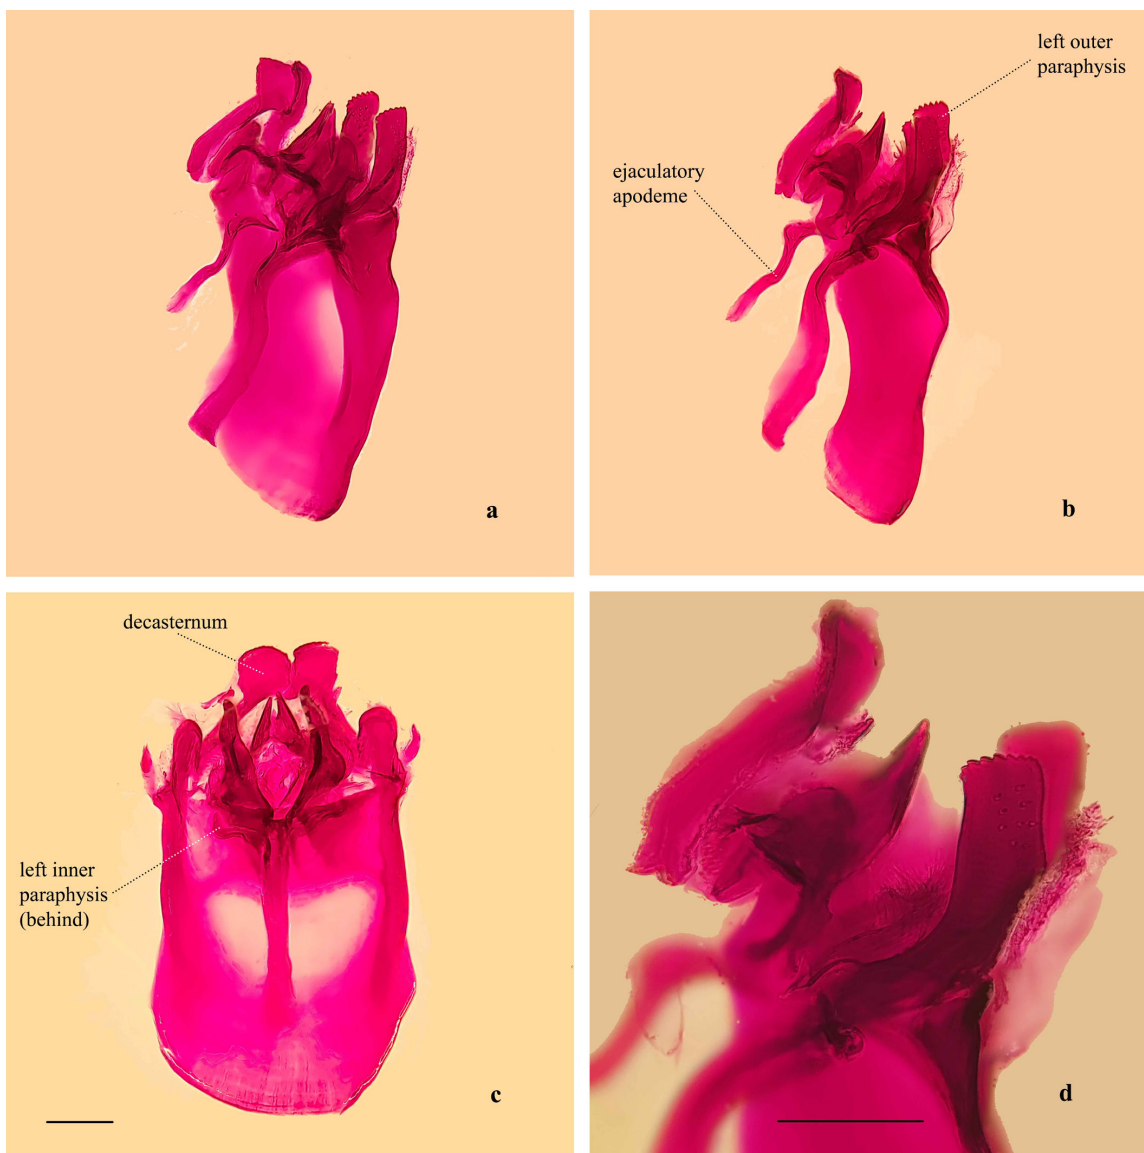 a
left outer
paraphysis
ejaculatory
apodeme
b
decasternum
left inner
paraphysis
(behind)
c
d